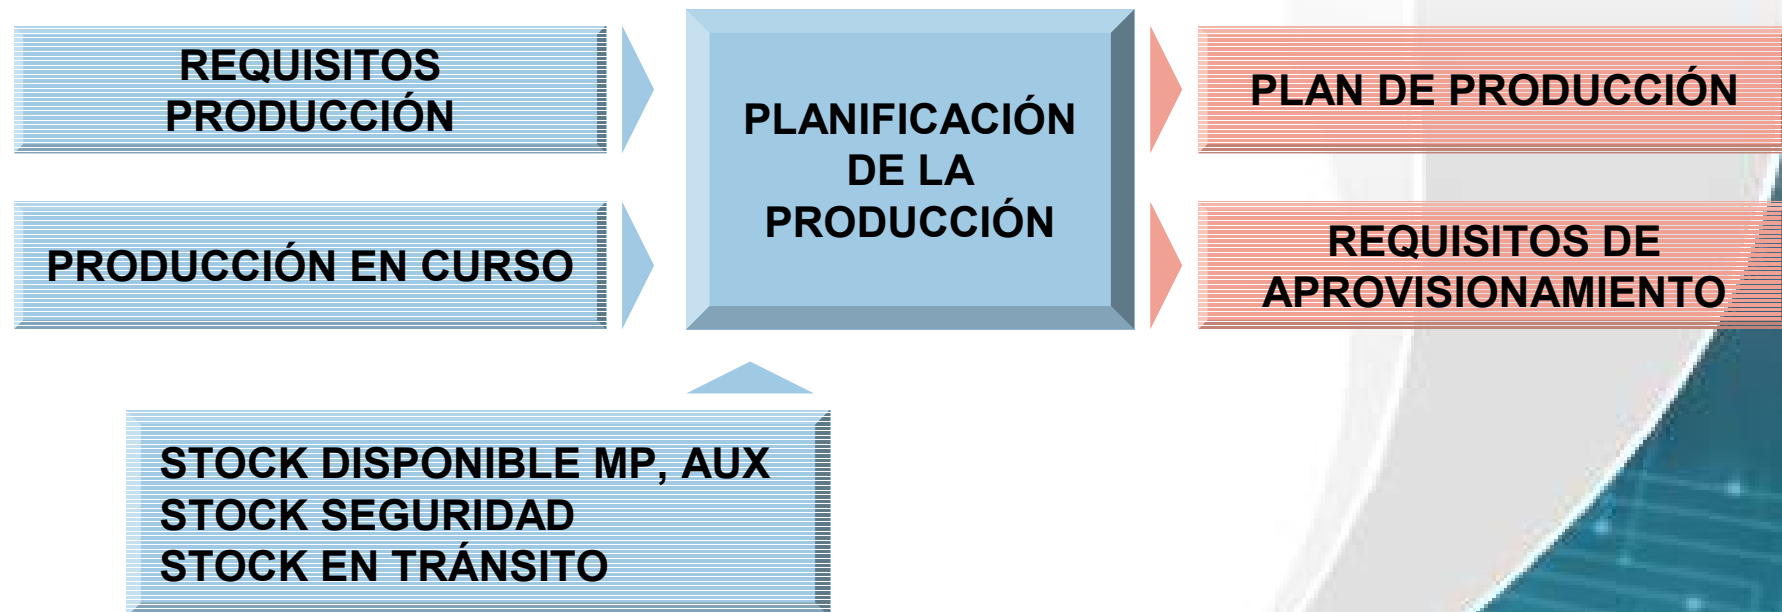 REQUISITOS
PRODUCCIÓN
PRODUCCIÓN EN CURSO
STOCK DISPONIBLE MP, AUX
STOCK SEGURIDAD
STOCK EN TRÁNSITO
PLANIFICACIÓN
DE LA
PRODUCCIÓN
PLAN DE PRODUCCIÓN
REQUISITOS DE
APROVISIONAMIENTO